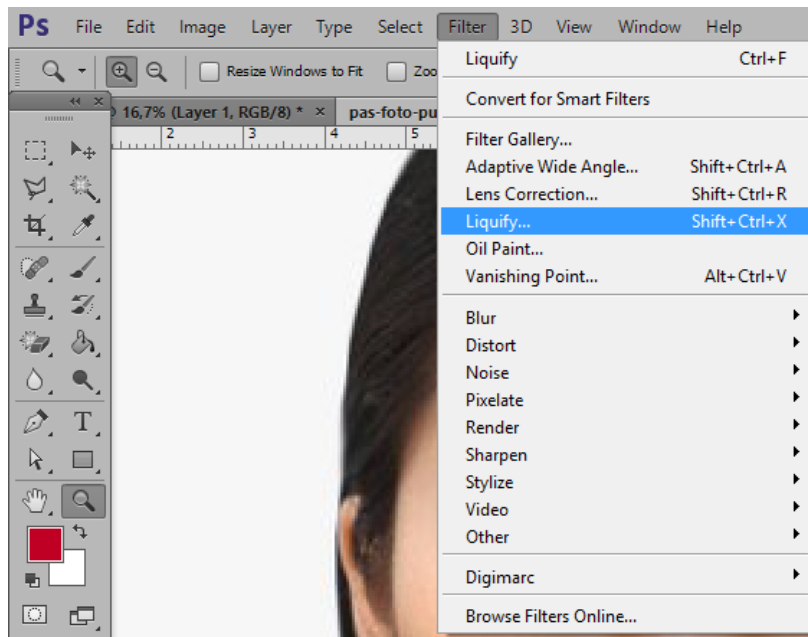 Ps File Edit Image Layer Type Select Filter 3D View Window Help
Resize Windows to Fit Zoo
16,7% (Layer 1, RGB/8) * × pas-foto-pu
2 3 4 5
Liquify Ctrl+F
Convert for Smart Filters
Filter Gallery...
Adaptive Wide Angle... Shift+Ctrl+A
Lens Correction... Shift+Ctrl+R
Liquify... Shift+Ctrl+X
Oil Paint...
Vanishing Point... Alt+Ctrl+V
Blur
Distort
Noise
Pixelate
Render
Sharpen
Stylize
Video
Other
Digimarc
Browse Filters Online...
T